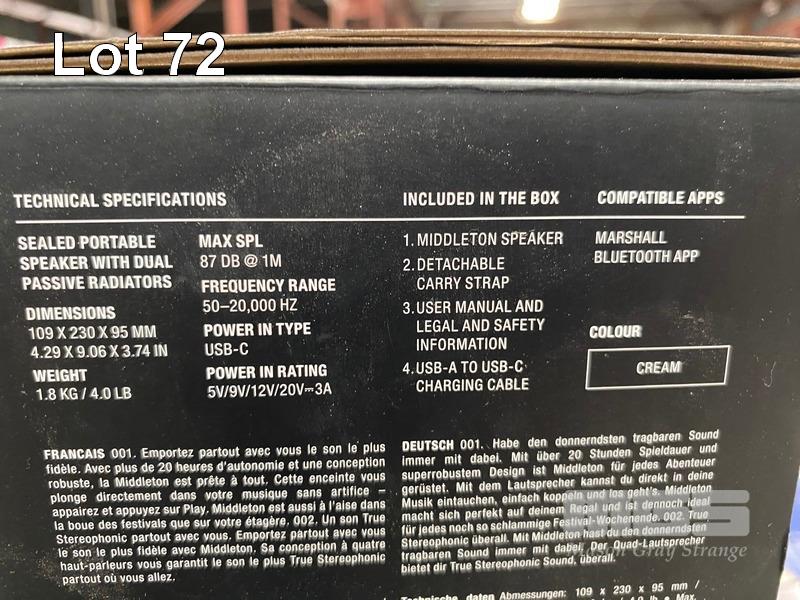 Lot 72
TECHNICAL SPECIFICATIONS
SEALED PORTABLE
SPEAKER WITH DUAL
PASSIVE RADIATORS
DIMENSIONS
109 X 230 X 95 MM
4.29 X 9.06 X 3.74 IN
WEIGHT
1.8 KG / 4.0 LB
MAX SPL
87 DB @ 1M
FREQUENCY RANGE
50–20,000 HZ
POWER IN TYPE
USB-C
POWER IN RATING
5V/9V/12V/20V⎓3A
INCLUDED IN THE BOX
1. MIDDLETON SPEAKER
2. DETACHABLE
CARRY STRAP
3. USER MANUAL AND
LEGAL AND SAFETY
INFORMATION
4. USB-A TO USB-C
CHARGING CABLE
COMPATIBLE APPS
MARSHALL
BLUETOOTH APP
COLOUR
CREAM
FRANCAIS 001. Emportez partout avec vous le son le plus
fidèle. Avec plus de 20 heures d'autonomie et une conception
robuste, la Middleton est prête à tout. Cette enceinte vous
plonge directement dans votre musique sans artifice –
appairez et appuyez sur Play. Middleton est aussi à l'aise dans
la boue des festivals que sur votre étagère. 002. Un son True
Stereophonic partout avec vous. Emportez partout avec vous
le son le plus fidèle avec Middleton. Sa conception à quatre
haut-parleurs vous garantit le son le plus True Stereophonic
partout où vous allez.
DEUTSCH 001. Habe den donnerndsten tragbaren Sound
immer mit dabei. Mit über 20 Stunden Spieldauer und
superrobustem Design ist Middleton für jedes Abenteuer
gerüstet. Mit dem Lautsprecher kannst du direkt in deine
Musik eintauchen, einfach koppeln und los geht's. Middleton
macht sich perfekt auf deinem Regal und ist dennoch ideal
für jedes noch so schlammige Festival-Wochenende. 002. True
Stereophonic überall. Mit Middleton hast du den donnerndsten
tragbaren Sound immer mit dabei. Der Quad-Lautsprecher
bietet dir True Stereophonic Sound, überall.
Technische daten Abmessungen: 109 x 230 x 95 mm /
Gray Strange